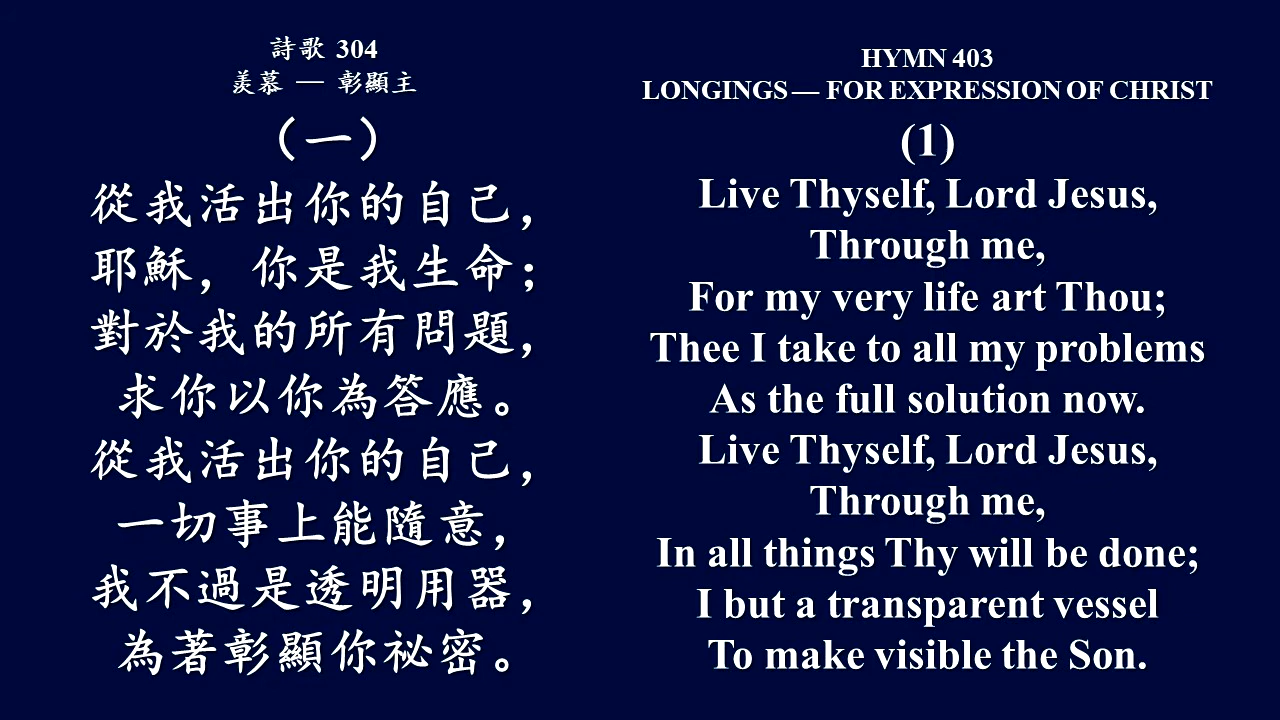 詩歌 304
羨慕 — 彰顯主
（一）
從我活出你的自己，
耶穌，你是我生命；
對於我的所有問題，
求你以你為答應。
從我活出你的自己，
一切事上能隨意，
我不過是透明用器，
為著彰顯你祕密。
HYMN 403
LONGINGS — FOR EXPRESSION OF CHRIST
(1)
Live Thyself, Lord Jesus,
Through me,
For my very life art Thou;
Thee I take to all my problems
As the full solution now.
Live Thyself, Lord Jesus,
Through me,
In all things Thy will be done;
I but a transparent vessel
To make visible the Son.